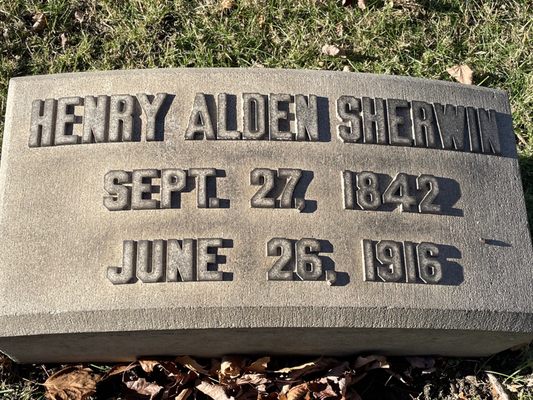 HENRY ALDEN SHERWIN
SEPT. 27, 1842
JUNE 26, 1916